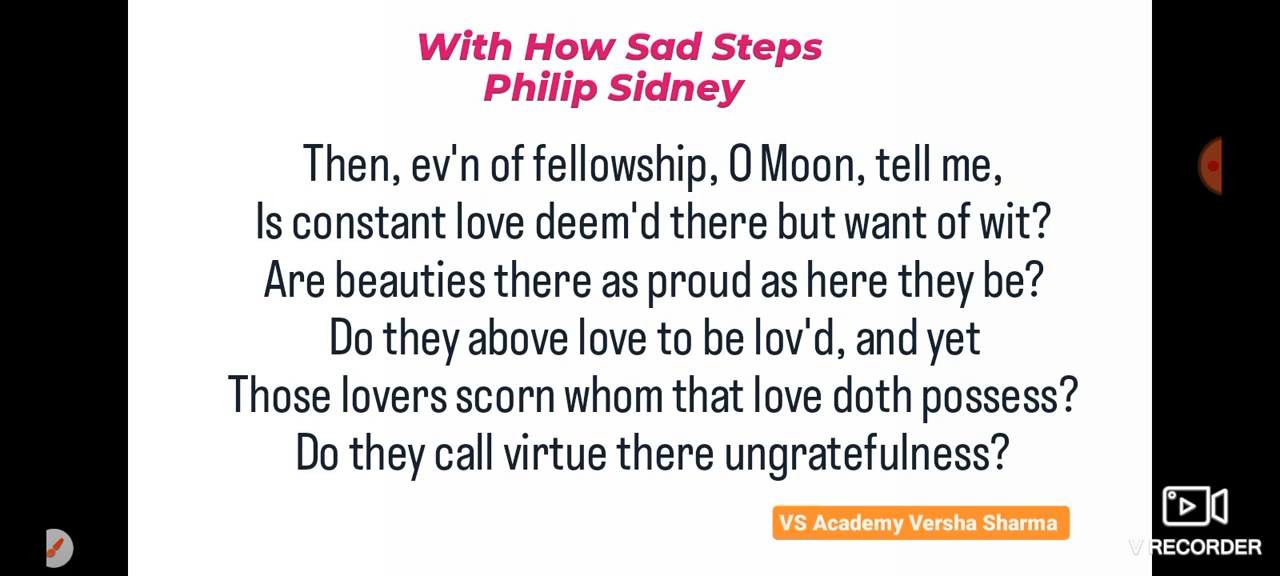 With How Sad Steps
Philip Sidney
Then, ev'n of fellowship, O Moon, tell me,
Is constant love deem'd there but want of wit?
Are beauties there as proud as here they be?
Do they above love to be lov'd, and yet
Those lovers scorn whom that love doth possess?
Do they call virtue there ungratefulness?
VS Academy Versha Sharma
V RECORDER